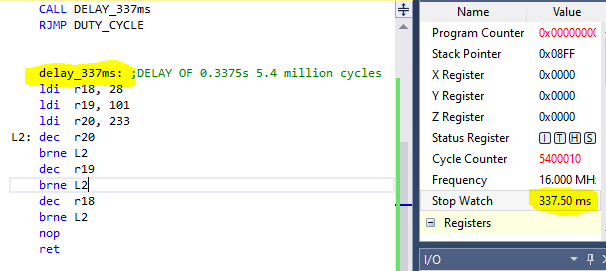 CALL DELAY_337ms
RJMP DUTY_CYCLE
delay_337ms: ;DELAY OF 0.3375s 5.4 million cycles
ldi r18, 28
ldi r19, 101
ldi r20, 233
L2: dec r20
brne L2
dec r19
brne L2
dec r18
brne L2
nop
ret
Name Value
Program Counter 0x00000000
Stack Pointer 0x08FF
X Register 0x0000
Y Register 0x0000
Z Register 0x0000
Status Register I T H S
Cycle Counter 5400010
Frequency 16.000 MH
Stop Watch 337.50 ms
Registers
I/O